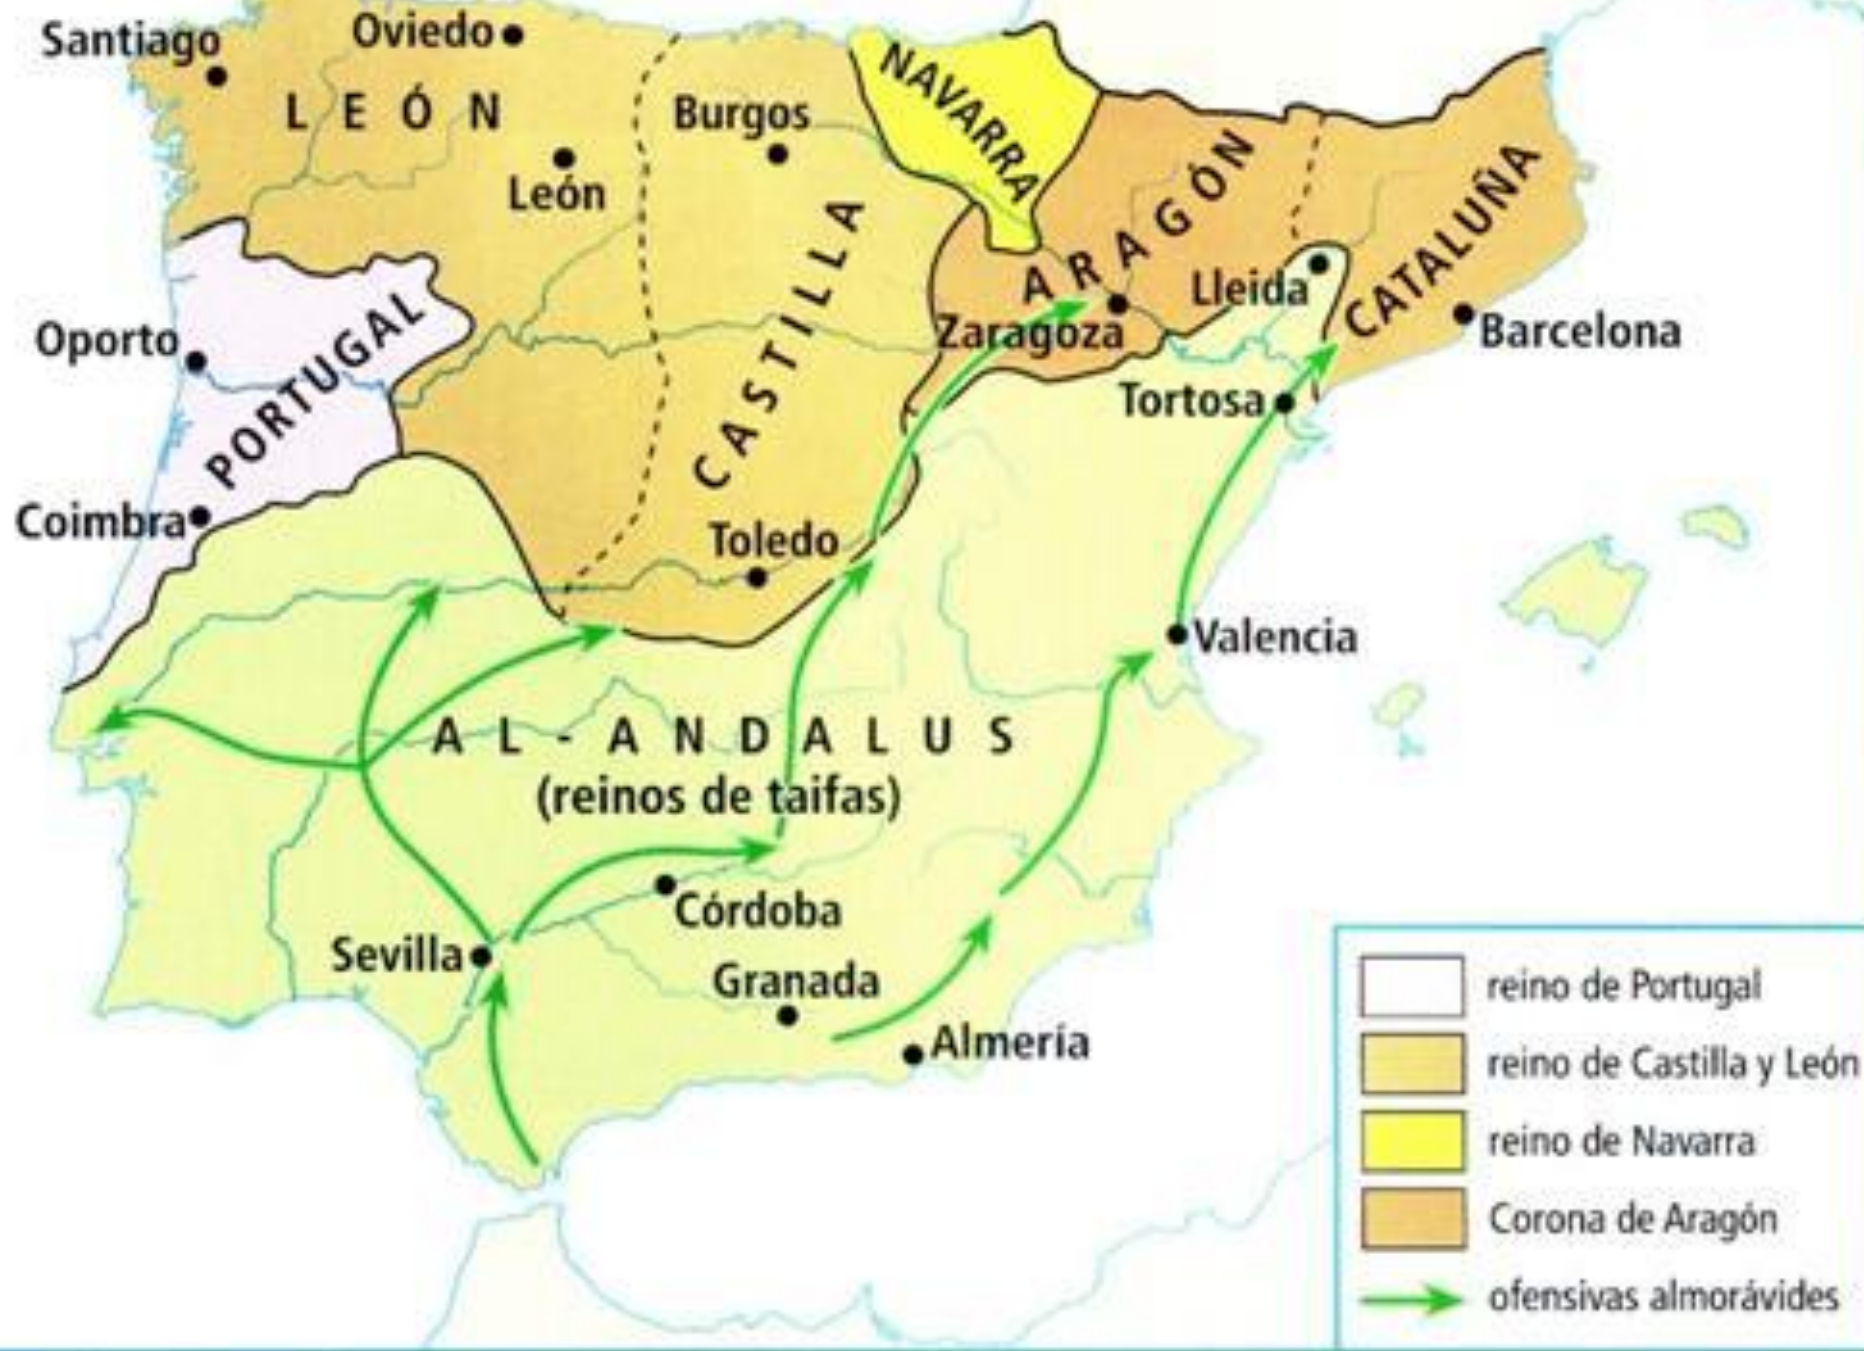 Santiago
Oviedo
LEÓN
León
Burgos
NAVARRA
ARAGÓN
CATALUÑA
CASTILLA
Lleida
Zaragoza
Barcelona
Oporto
PORTUGAL
Tortosa
Coimbra
Toledo
Valencia
AL-ANDALUS
(reinos de taifas)
Córdoba
Sevilla
Granada
Almería
reino de Portugal
reino de Castilla y León
reino de Navarra
Corona de Aragón
ofensivas almorávides